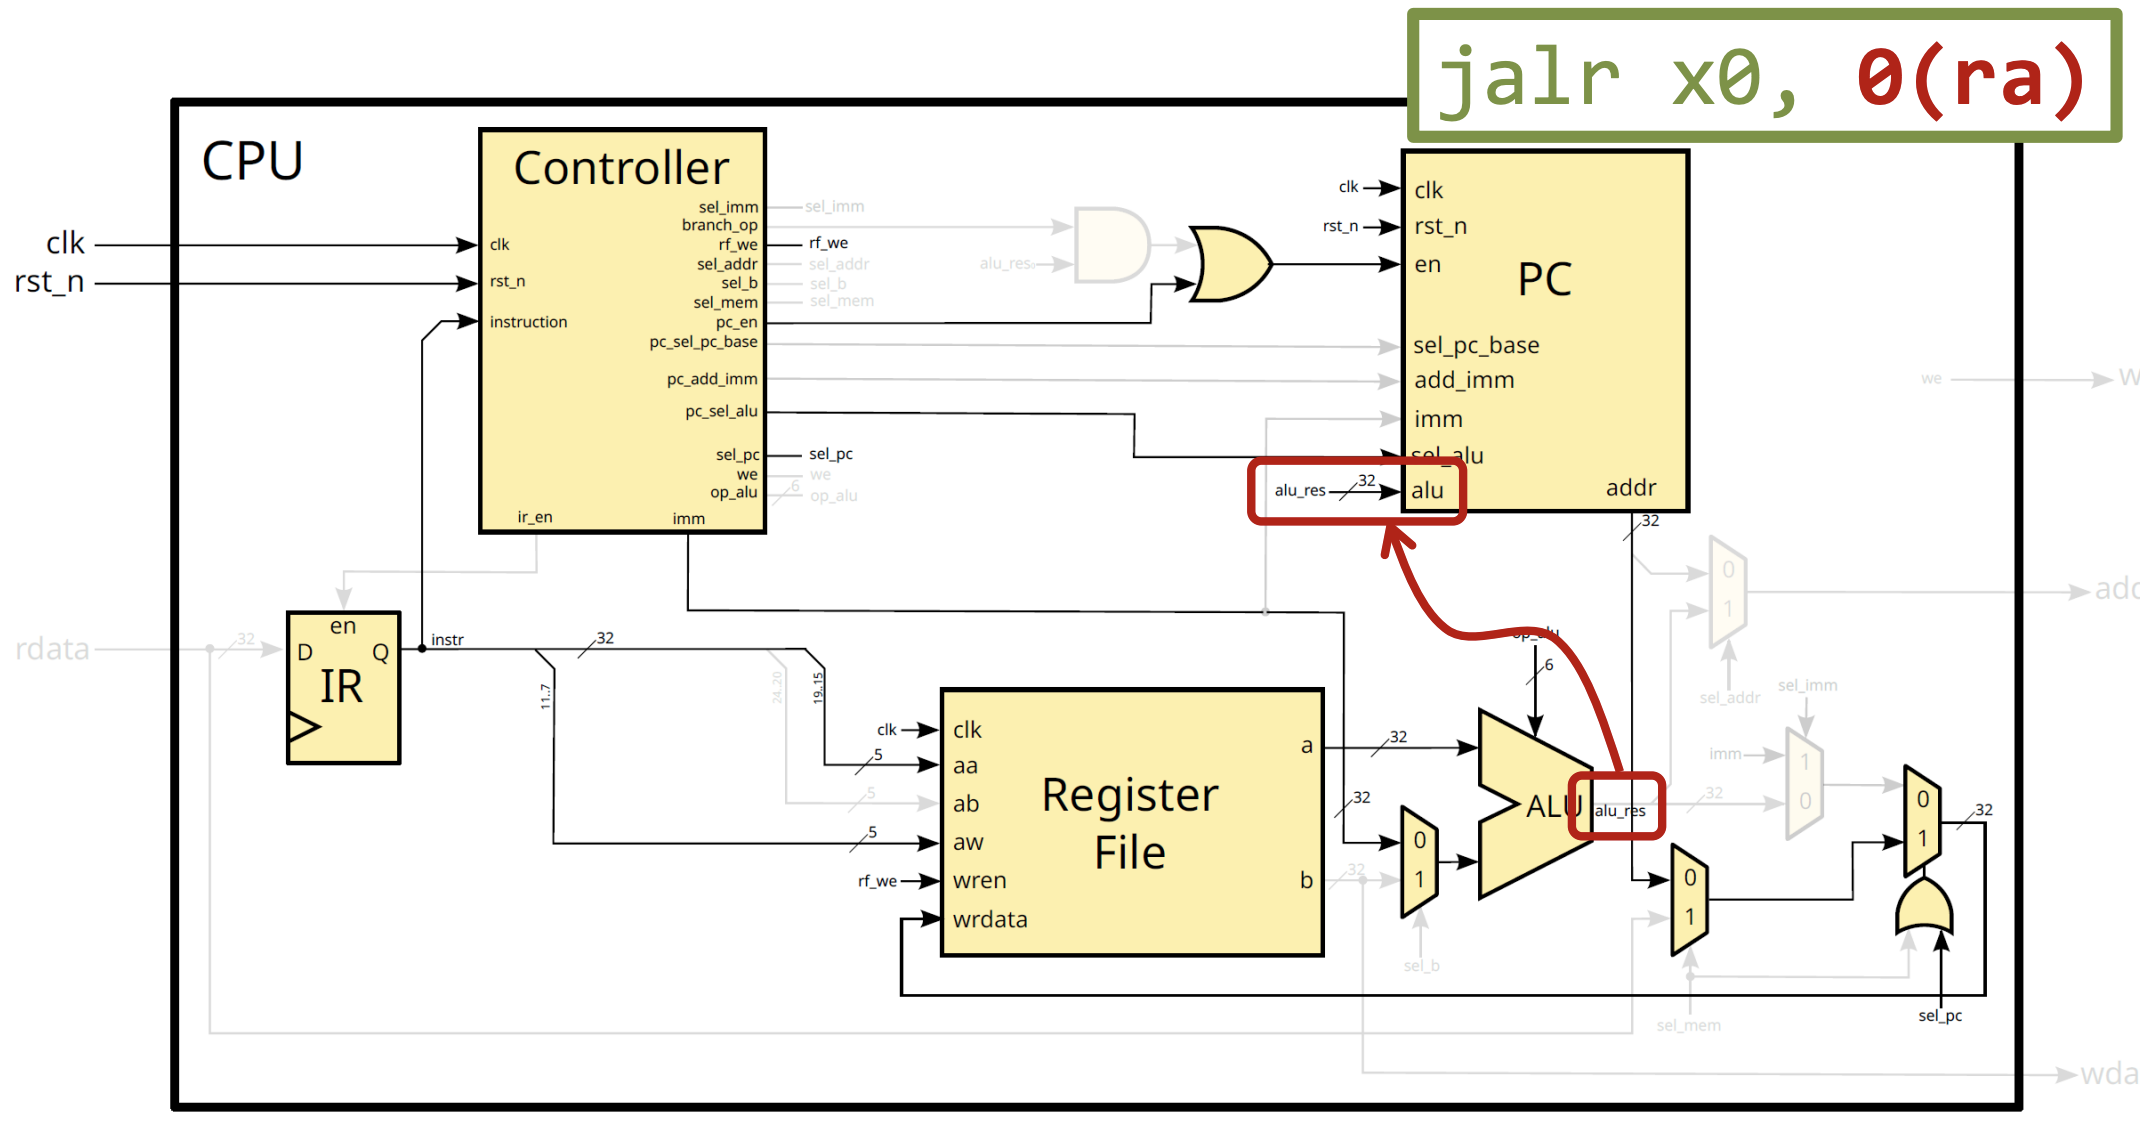 jalr x0, 0(ra)
CPU
Controller
clk
rst_n
clk
rst_n
instruction
sel_imm
branch_op
rf_we
sel_addr
sel_b
sel_mem
pc_en
pc_sel_pc_base
pc_add_imm
pc_sel_alu
sel_pc
we
op_alu
ir_en
imm
sel_imm
rf_we
sel_addr
sel_b
sel_mem
sel_pc
we
6
op_alu
alu_res
clk
rst_n
clk
rst_n
en
PC
sel_pc_base
add_imm
imm
sel_alu
alu_res
32
alu
addr
32
we
w
rdata
32
en
D
Q
IR
instr
32
11..7
24..20
19..15
clk
5
5
5
rf_we
clk
aa
ab
aw
wren
wrdata
Register
File
a
b
32
32
32
0
1
sel_b
op_alu
6
ALU
alu_res
32
0
1
sel_addr
add
sel_imm
imm
1
0
0
1
sel_mem
0
1
32
sel_pc
wda